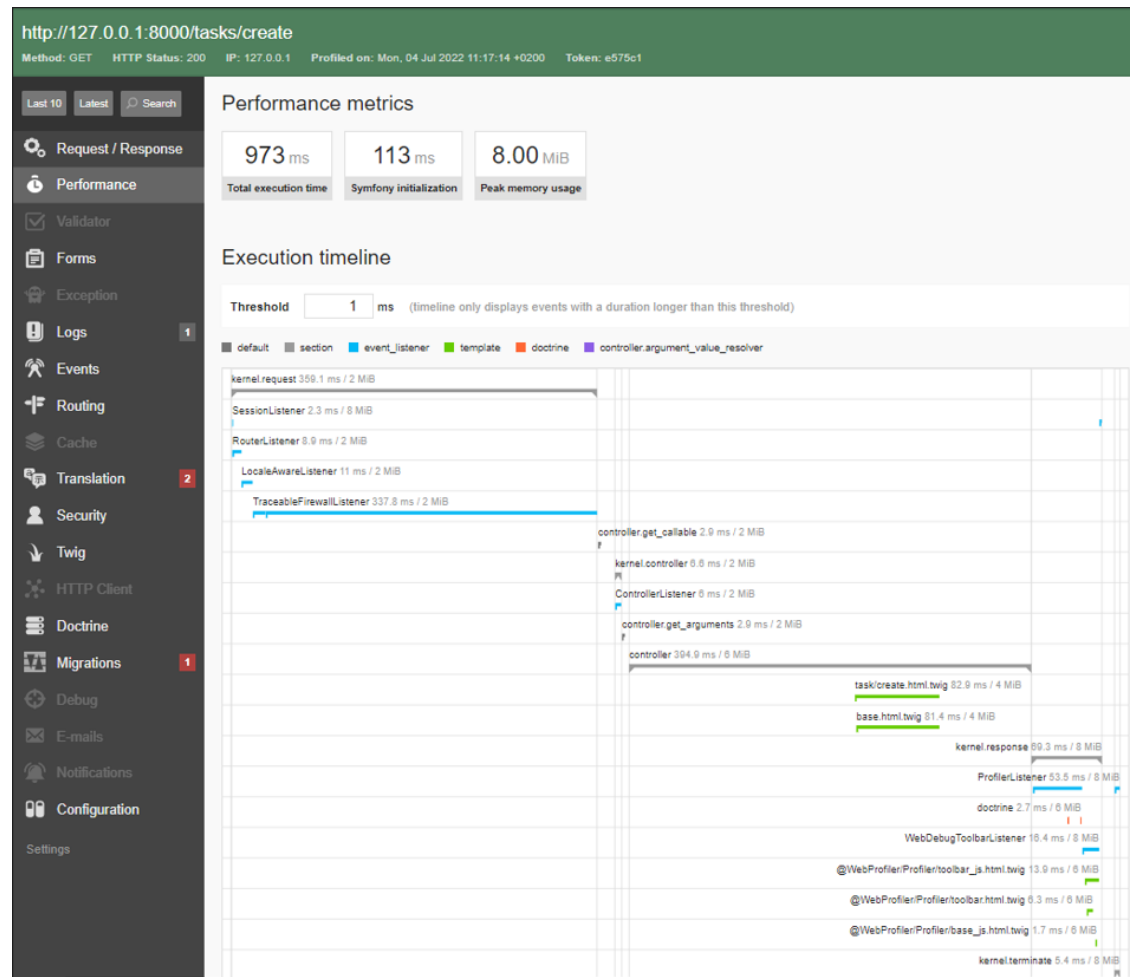 http://127.0.0.1:8000/tasks/create
Method: GET HTTP Status: 200 IP: 127.0.0.1 Profiled on: Mon, 04 Jul 2022 11:17:14 +0200 Token: e575c1
Last 10 Latest Search
Request / Response
Performance
Validator
Forms
Exception
Logs 1
Events
Routing
Cache
Translation 2
Security
Twig
HTTP Client
Doctrine
Migrations 1
Debug
E-mails
Notifications
Configuration
Settings
Performance metrics
973 ms 113 ms 8.00 MiB
Total execution time Symfony initialization Peak memory usage
Execution timeline
Threshold 1 ms (timeline only displays events with a duration longer than this threshold)
default section event_listener template doctrine controller.argument_value_resolver
kernel.request 359.1 ms / 2 MiB
SessionListener 2.3 ms / 8 MiB
RouterListener 8.9 ms / 2 MiB
LocaleAwareListener 11 ms / 2 MiB
TraceableFirewallListener 337.8 ms / 2 MiB
controller.get_callable 2.9 ms / 2 MiB
kernel.controller 6.6 ms / 2 MiB
ControllerListener 6 ms / 2 MiB
controller.get_arguments 2.9 ms / 2 MiB
controller 394.9 ms / 6 MiB
task/create.html.twig 82.9 ms / 4 MiB
base.html.twig 81.4 ms / 4 MiB
kernel.response 69.3 ms / 8 MiB
ProfilerListener 53.5 ms / 8 MiB
doctrine 2.7 ms / 6 MiB
WebDebugToolbarListener 16.4 ms / 8 MiB
@WebProfiler/Profiler/toolbar_js.html.twig 13.9 ms / 6 MiB
@WebProfiler/Profiler/toolbar.html.twig 6.3 ms / 6 MiB
@WebProfiler/Profiler/base_js.html.twig 1.7 ms / 6 MiB
kernel.terminate 5.4 ms / 8 MiB